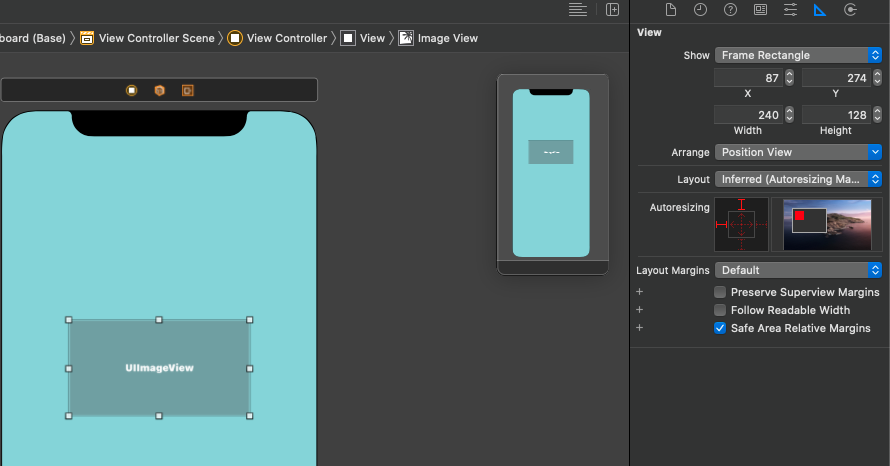 board (Base) 〉 View Controller Scene 〉 View Controller 〉 View 〉 Image View
View
Show Frame Rectangle
87 274
X Y
240 128
Width Height
Arrange Position View
Layout Inferred (Autoresizing Ma...
Autoresizing
Layout Margins Default
Preserve Superview Margins
Follow Readable Width
Safe Area Relative Margins
UIImageView